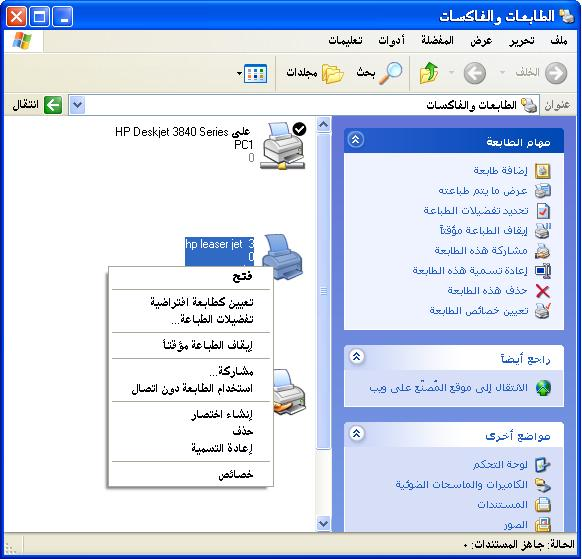 الطابعات والفاكسات
ملف تحرير عرض المفضلة أدوات تعليمات
الخلف بحث مجلدات
عنوان الطابعات والفاكسات انتقال
مهام الطابعة
إضافة طابعة
عرض ما يتم طباعته
تحديد تفضيلات الطباعة
إيقاف الطباعة مؤقتاً
مشاركة هذه الطابعة
إعادة تسمية هذه الطابعة
حذف هذه الطابعة
تعيين خصائص الطابعة
راجع أيضاً
الانتقال إلى موقع المُصنّع على ويب
مواضع أخرى
لوحة التحكم
الكاميرات والماسحات الضوئية
المستندات
الصور
HP Deskjet 3840 Series على
PC1
0
hp leaser jet 3
0
فتح
تعيين كطابعة افتراضية
تفضيلات الطباعة...
إيقاف الطباعة مؤقتاً
مشاركة...
استخدام الطابعة دون اتصال
إنشاء اختصار
حذف
إعادة التسمية
خصائص
الحالة: جاهز المستندات: ٠